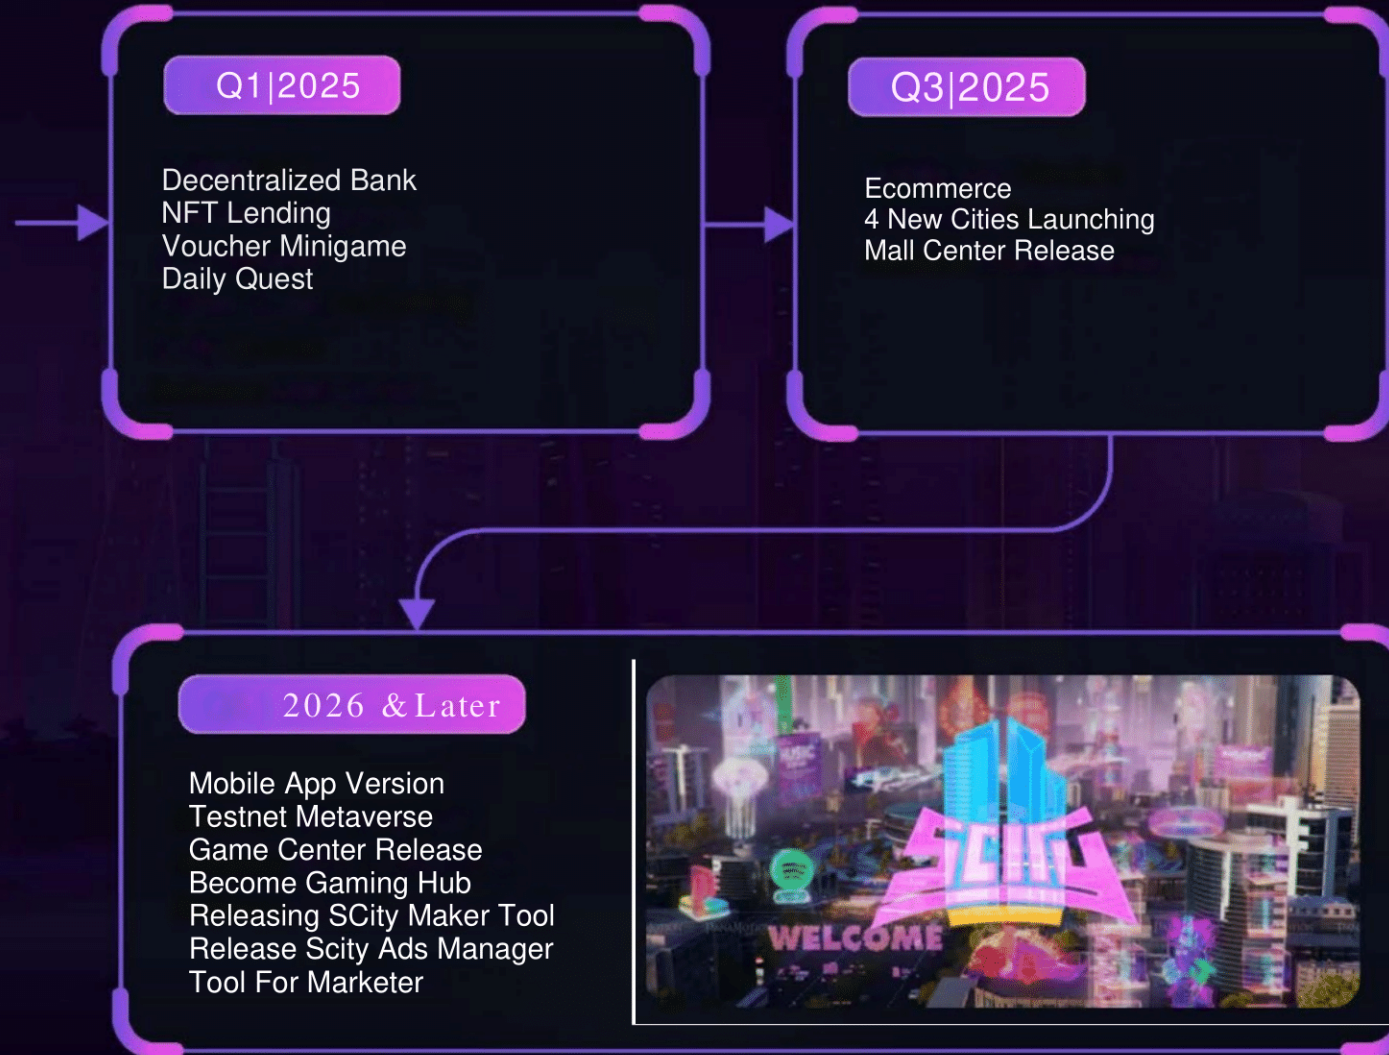 Q1|2025
Decentralized Bank
NFT Lending
Voucher Minigame
Daily Quest
Q3|2025
Ecommerce
4 New Cities Launching
Mall Center Release
2026 & Later
Mobile App Version
Testnet Metaverse
Game Center Release
Become Gaming Hub
Releasing SCity Maker Tool
Release Scity Ads Manager
Tool For Marketer
MUSIC
SCITY
WELCOME